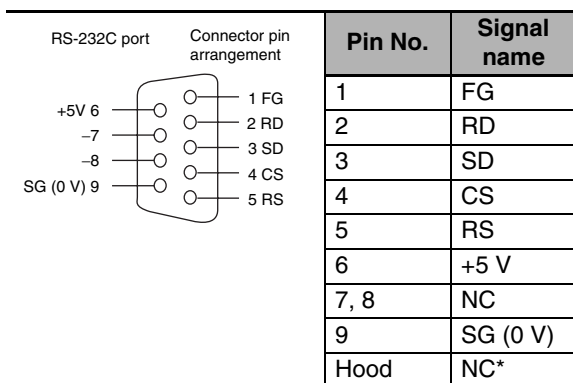 RS-232C port
Connector pin
arrangement
+5V 6
–7
–8
SG (0 V) 9
1 FG
2 RD
3 SD
4 CS
5 RS
Pin No. Signal name
1 FG
2 RD
3 SD
4 CS
5 RS
6 +5 V
7, 8 NC
9 SG (0 V)
Hood NC*